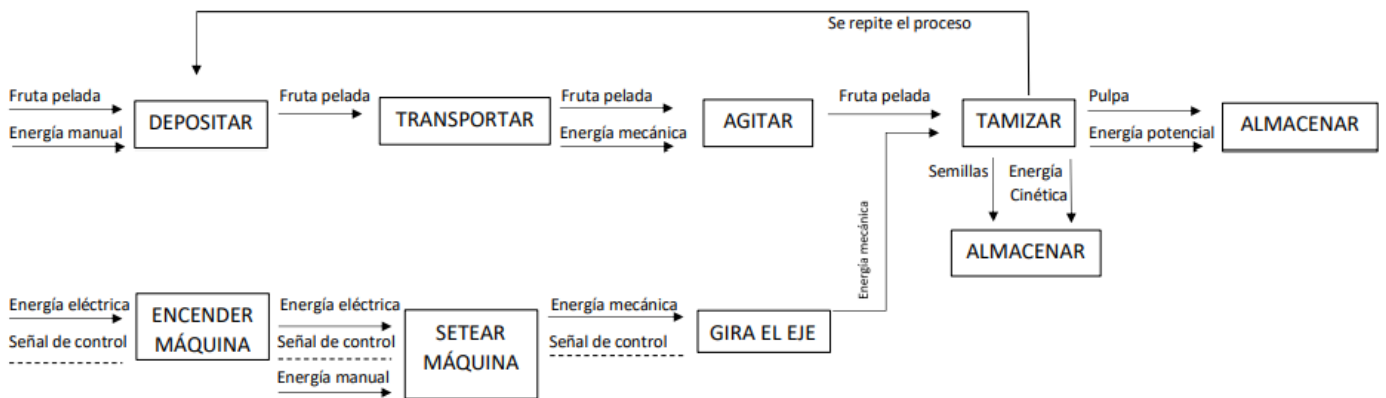 Se repite el proceso
Fruta pelada
Energía manual
DEPOSITAR
Fruta pelada
TRANSPORTAR
Fruta pelada
Energía mecánica
AGITAR
Fruta pelada
TAMIZAR
Pulpa
Energía potencial
ALMACENAR
Semillas
Energía
Cinética
ALMACENAR
Energía mecánica
Energía eléctrica
Señal de control
ENCENDER
MÁQUINA
Energía eléctrica
Señal de control
Energía manual
SETEAR
MÁQUINA
Energía mecánica
Señal de control
GIRA EL EJE